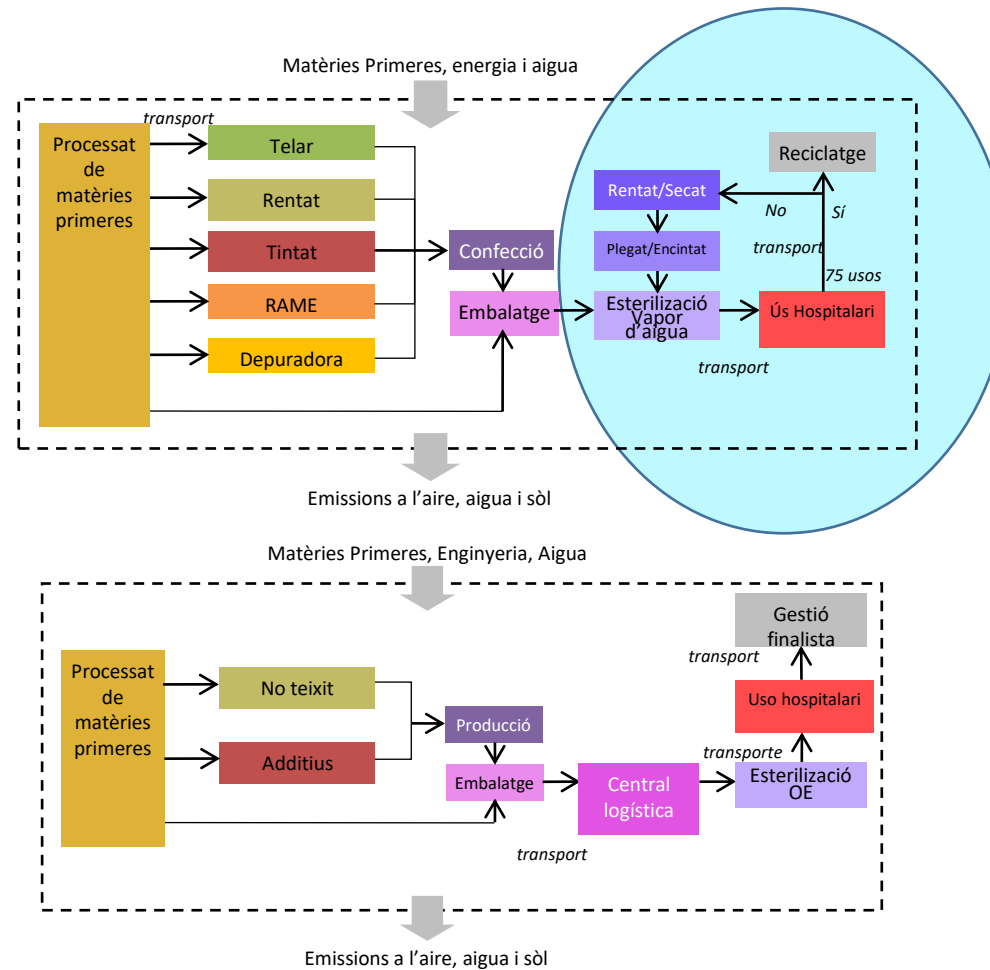 Matèries Primeres, energia i aigua
transport
Processat
de
matèries
primeres
Telar
Rentat
Tintat
RAME
Depuradora
Confecció
Embalatge
Reciclatge
Rentat/Secat
No
Sí
Plegat/Encintat
transport
75 usos
Esterilizació
Vapor
d’aigua
Ús Hospitalari
transport
Emissions a l’aire, aigua i sòl
Matèries Primeres, Enginyeria, Aigua
Processat
de
matèries
primeres
No teixit
Additius
Producció
Embalatge
transport
Central
logística
Gestió
finalista
transport
Uso hospitalari
transporte
Esterilizació
OE
Emissions a l’aire, aigua i sòl